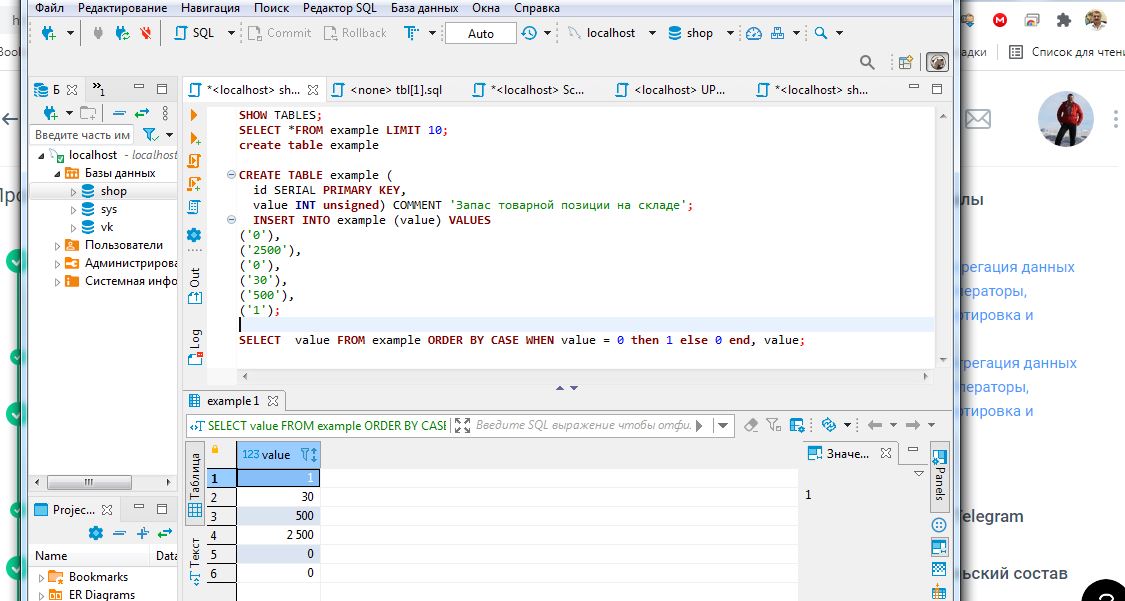 Файл Редактирование Навигация Поиск Редактор SQL База данных Окна Справка
SQL Commit Rollback Auto localhost shop
Список для чтени
Б »1
*<localhost> sh... <none> tbl[1].sql *<localhost> Sc... <localhost> UP... *<localhost> sh...
Введите часть им
localhost - localhost
Базы данных
shop
sys
vk
Пользователи
Администрирова
Системная инфо
SHOW TABLES;
SELECT *FROM example LIMIT 10;
create table example
CREATE TABLE example (
id SERIAL PRIMARY KEY,
value INT unsigned) COMMENT 'Запас товарной позиции на складе';
INSERT INTO example (value) VALUES
('0'),
('2500'),
('0'),
('30'),
('500'),
('1');
SELECT  value FROM example ORDER BY CASE WHEN value = 0 then 1 else 0 end, value;
Out
Log
example 1
SELECT value FROM example ORDER BY CASE Введите SQL выражение чтобы отфи.
Таблица
Текст
123 value
1 1
2 30
3 500
4 2 500
5 0
6 0
Значе...
1
Panels
Projec...
Name Data
Bookmarks
ER Diagrams
лы
регация данных
ператоры,
ртировка и
регация данных
ператоры,
ртировка и
Telegram
ьский состав